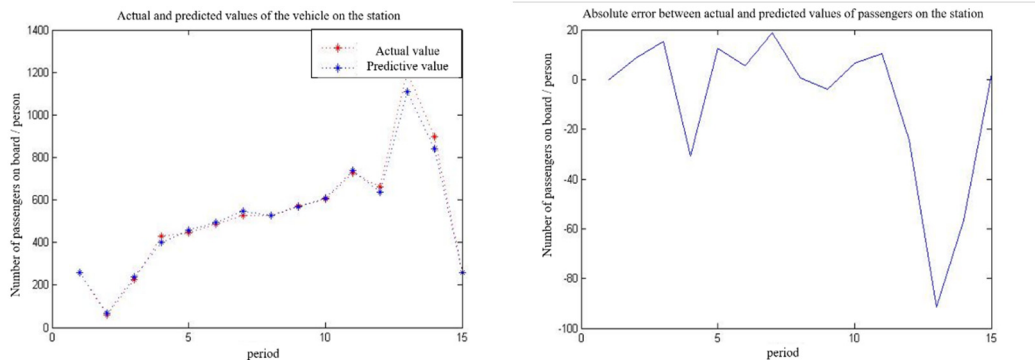 Actual and predicted values of the vehicle on the station
1400
1200
1000
800
600
400
200
0
0
5
10
15
period
Number of passengers on board / person
Actual value
Predictive value
Absolute error between actual and predicted values of passengers on the station
20
0
-20
-40
-60
-80
-100
0
5
10
15
period
Number of passengers on board / person